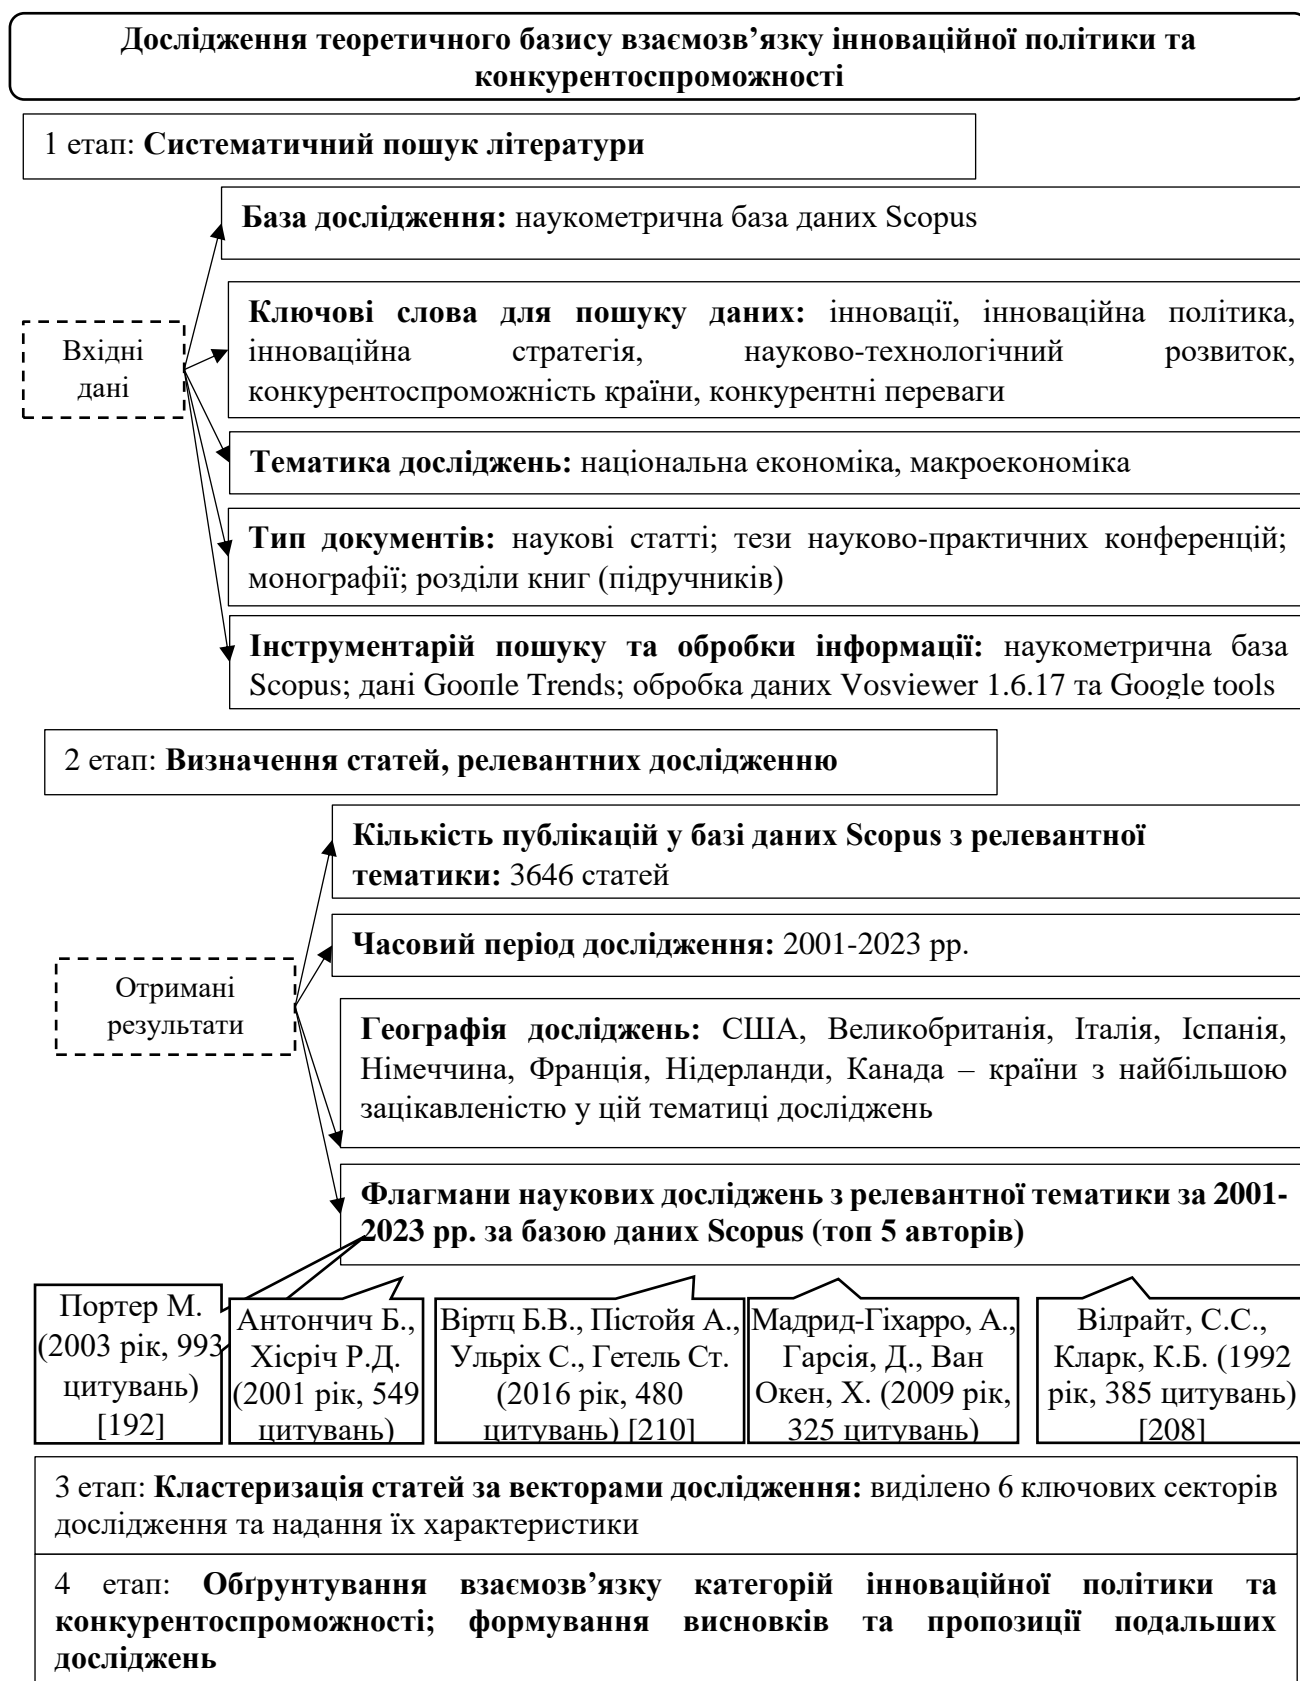 Дослідження теоретичного базису взаємозв’язку інноваційної політики та
конкурентоспроможності
1 етап: Систематичний пошук літератури
База дослідження: наукометрична база даних Scopus
Ключові слова для пошуку даних: інновації, інноваційна політика,
інноваційна стратегія, науково-технологічний розвиток,
конкурентоспроможність країни, конкурентні переваги
Вхідні
дані
Тематика досліджень: національна економіка, макроекономіка
Тип документів: наукові статті; тези науково-практичних конференцій;
монографії; розділи книг (підручників)
Інструментарій пошуку та обробки інформації: наукометрична база
Scopus; дані Gooпle Trends; обробка даних Vosviewer 1.6.17 та Google tools
2 етап: Визначення статей, релевантних дослідженню
Кількість публікацій у базі даних Scopus з релевантної
тематики: 3646 статей
Часовий період дослідження: 2001-2023 рр.
Отримані
результати
Географія досліджень: США, Великобританія, Італія, Іспанія,
Німеччина, Франція, Нідерланди, Канада – країни з найбільшою
зацікавленістю у цій тематиці досліджень
Флагмани наукових досліджень з релевантної тематики за 2001-
2023 рр. за базою даних Scopus (топ 5 авторів)
Портер М.
(2003 рік, 993
цитувань)
[192]
Антончич Б.,
Хісріч Р.Д.
(2001 рік, 549
цитувань)
Віртц Б.В., Пістойя А.,
Ульріх С., Гетель Ст.
(2016 рік, 480
цитувань) [210]
Мадрид-Гіхарро, А.,
Гарсія, Д., Ван
Окен, Х. (2009 рік,
325 цитувань)
Вілрайт, С.С.,
Кларк, К.Б. (1992
рік, 385 цитувань)
[208]
3 етап: Кластеризація статей за векторами дослідження: виділено 6 ключових секторів
дослідження та надання їх характеристики
4 етап: Обґрунтування взаємозв'язку категорій інноваційної політики та
конкурентоспроможності; формування висновків та пропозиції подальших
досліджень